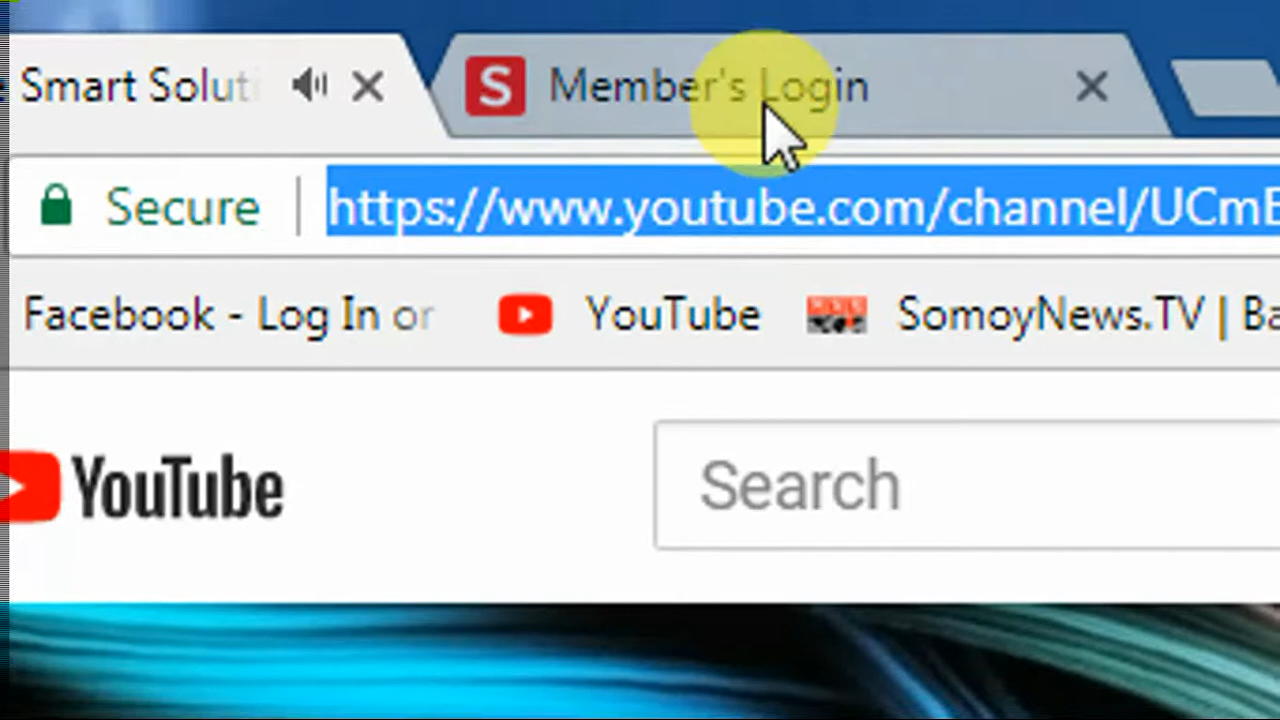 Smart Soluti
S Member's Login
Secure https://www.youtube.com/channel/UCmE
Facebook - Log In or YouTube SomoyNews.TV | Ba
YouTube Search